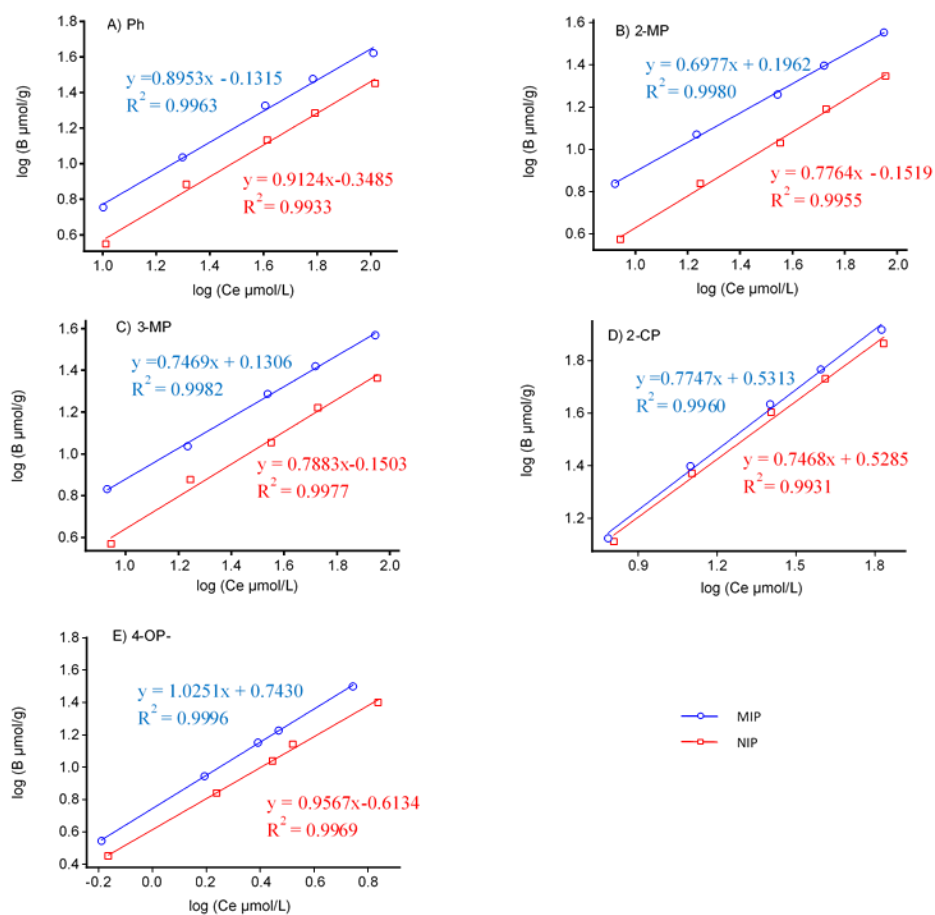 A) Ph
y=0.8953x - 0.1315
R² = 0.9963
y = 0.9124x-0.3485
R² = 0.9933
log (B µmol/g)
1.8
1.6
1.4
1.2
1.0
0.8
0.6
1.0 1.2 1.4 1.6 1.8 2.0
log (Ce µmol/L)
B) 2-MP
y = 0.6977x + 0.1962
R² = 0.9980
y = 0.7764x - 0.1519
R² = 0.9955
log (B µmol/g)
1.6
1.4
1.2
1.0
0.8
0.6
1.0 1.2 1.4 1.6 1.8 2.0
log (Ce µmol/L)
C) 3-MP
y =0.7469x + 0.1306
R² = 0.9982
y = 0.7883x-0.1503
R² = 0.9977
log (B µmol/g)
1.6
1.4
1.2
1.0
0.8
0.6
1.0 1.2 1.4 1.6 1.8 2.0
log (Ce µmol/L)
D) 2-CP
y=0.7747x + 0.5313
R² = 0.9960
y = 0.7468x + 0.5285
R² = 0.9931
log (B µmol/g)
1.8
1.6
1.4
1.2
0.9 1.2 1.5 1.8
log (Ce µmol/L)
E) 4-OP-
y = 1.0251x + 0.7430
R² = 0.9996
y = 0.9567x-0.6134
R² = 0.9969
log (B µmol/g)
1.8
1.6
1.4
1.2
1.0
0.8
0.6
0.4
-0.2 0.0 0.2 0.4 0.6 0.8
log (Ce µmol/L)
MIP
NIP